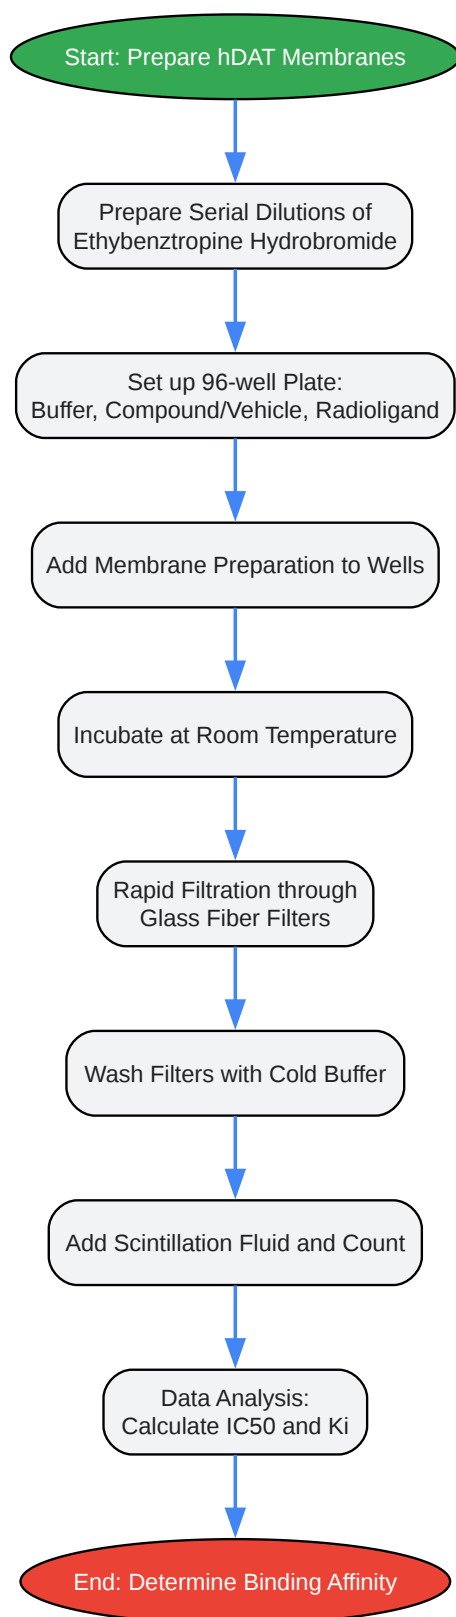 Start: Prepare hDAT Membranes
Prepare Serial Dilutions of
Ethybenztropine Hydrobromide
Set up 96-well Plate:
Buffer, Compound/Vehicle, Radioligand
Add Membrane Preparation to Wells
Incubate at Room Temperature
Rapid Filtration through
Glass Fiber Filters
Wash Filters with Cold Buffer
Add Scintillation Fluid and Count
Data Analysis:
Calculate IC50 and Ki
End: Determine Binding Affinity